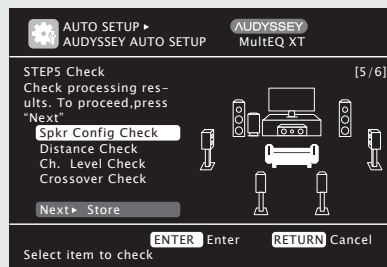 AUTO SETUP ▸
AUDYSSEY AUTO SETUP
AUDYSSEY
MultEQ XT
STEP5 Check
[5/6]
Check processing res-
ults. To proceed,press
“Next”
Spkr Config Check
Distance Check
Ch. Level Check
Crossover Check
Next▸ Store
ENTER Enter
RETURN Cancel
Select item to check